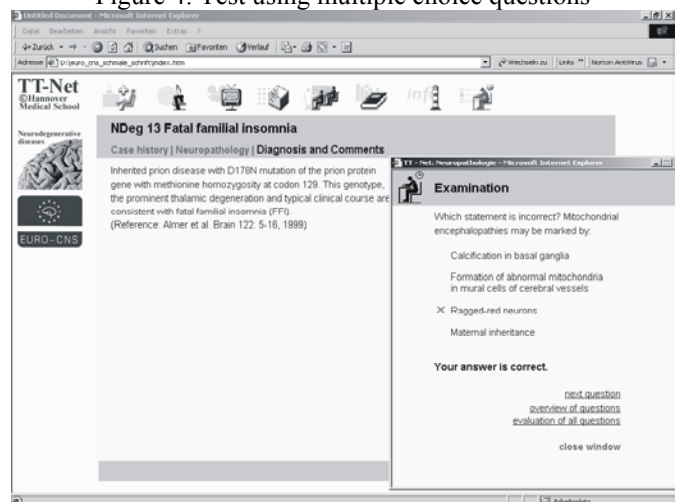 Figure 4. Test using multiple choice questions
Untitled Document - Microsoft Internet Explorer
Datei Bearbeiten Ansicht Favoriten Extras ?
Zurück Suchen Favoriten Verlauf
Adresse D:\euro_cns_schmale_schrift\index.htm Wechseln zu Links Norton AntiVirus
TT-Net
©Hannover
Medical School
info
Neurodegenerative
diseases
EURO-CNS
NDeg 13 Fatal familial insomnia
Case history | Neuropathology | Diagnosis and Comments
Inherited prion disease with D178N mutation of the prion protein
gene with methionine homozygosity at codon 129. This genotype,
the prominent thalamic degeneration and typical clinical course are
consistent with fatal familial insomnia (FFI).
(Reference: Almer et al. Brain 122: 5-16, 1999)
TT - Net: Neuropathologie - Microsoft Internet Explorer
Examination
Which statement is incorrect? Mitochondrial
encephalopathies may be marked by:
Calcification in basal ganglia
Formation of abnormal mitochondria
in mural cells of cerebral vessels
Ragged-red neurons
Maternal inheritance
Your answer is correct.
next question
overview of questions
evaluation of all questions
close window